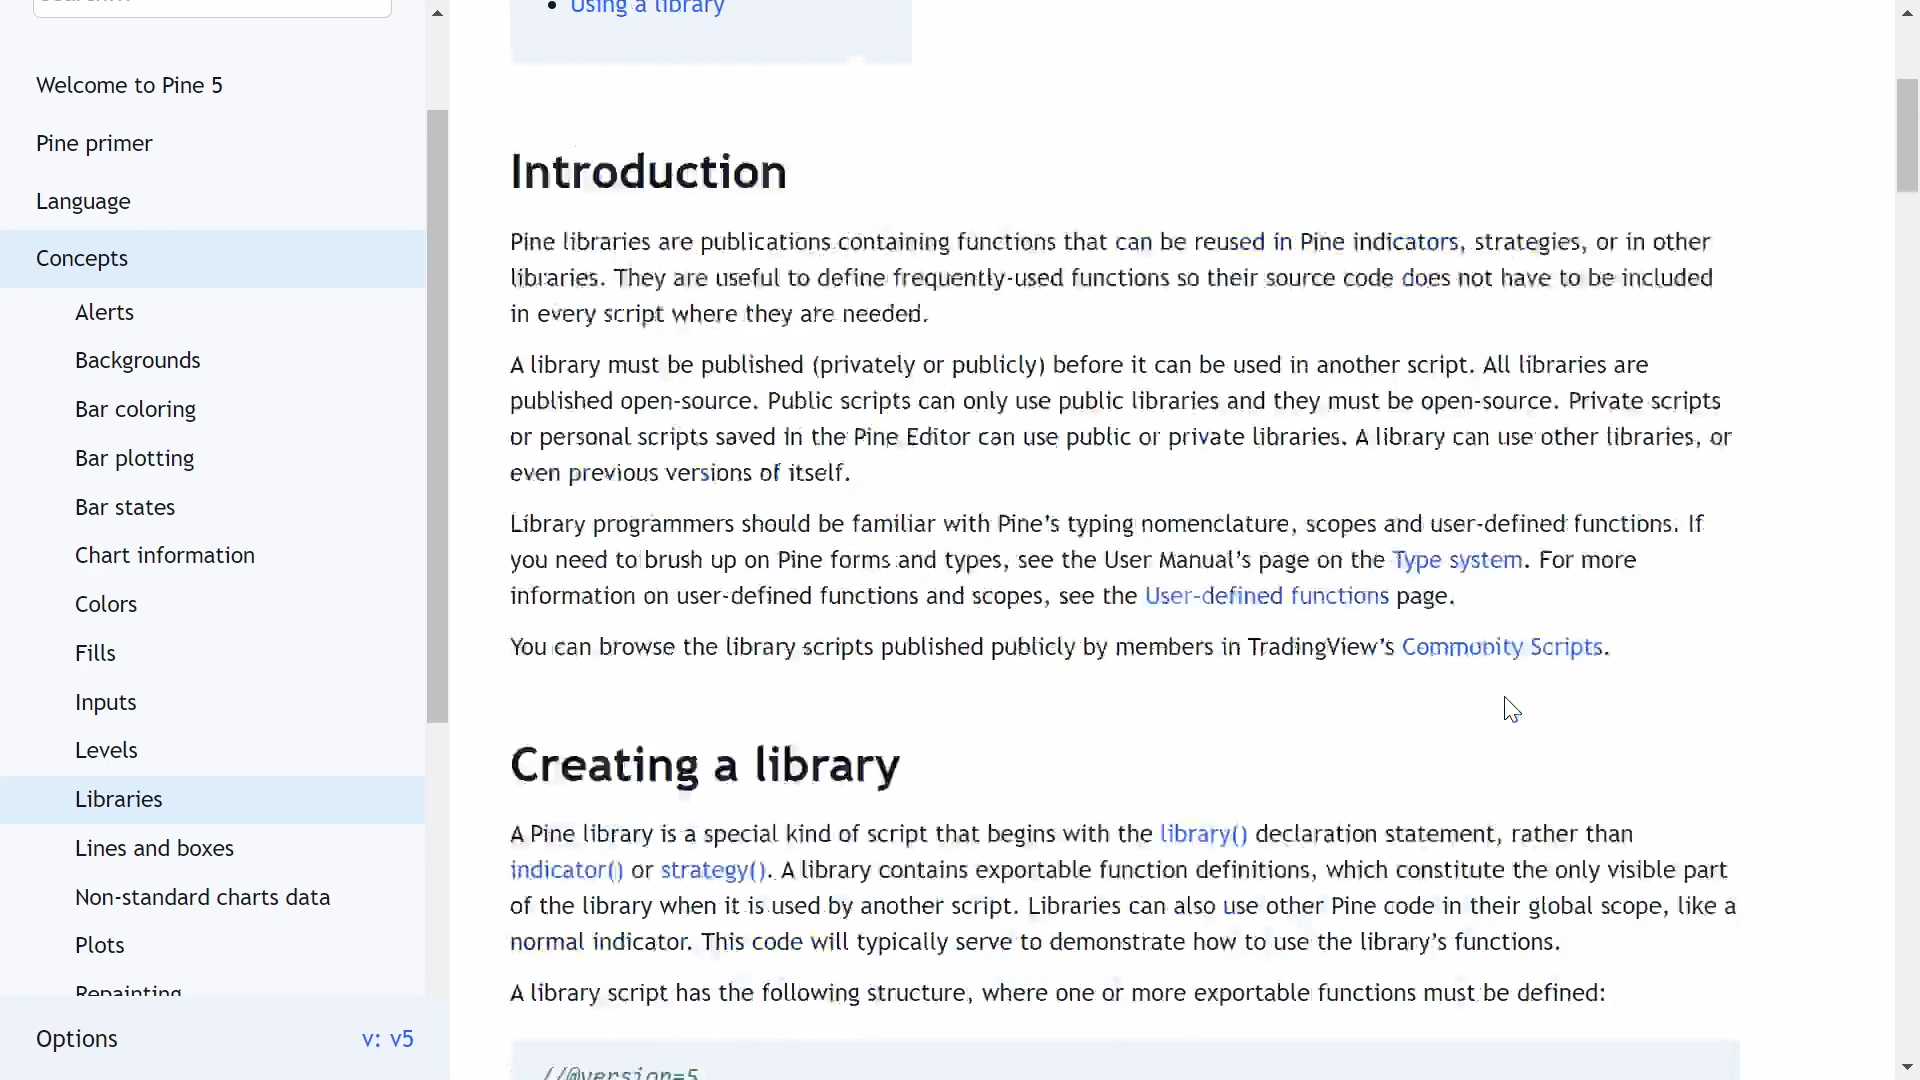 Using a library
Welcome to Pine 5
Pine primer
Language
Concepts
Alerts
Backgrounds
Bar coloring
Bar plotting
Bar states
Chart information
Colors
Fills
Inputs
Levels
Libraries
Lines and boxes
Non-standard charts data
Plots
Repainting
Options v: v5
Introduction
Pine libraries are publications containing functions that can be reused in Pine indicators, strategies, or in other
libraries. They are useful to define frequently-used functions so their source code does not have to be included
in every script where they are needed.
A library must be published (privately or publicly) before it can be used in another script. All libraries are
published open-source. Public scripts can only use public libraries and they must be open-source. Private scripts
or personal scripts saved in the Pine Editor can use public or private libraries. A library can use other libraries, or
even previous versions of itself.
Library programmers should be familiar with Pine’s typing nomenclature, scopes and user-defined functions. If
you need to brush up on Pine forms and types, see the User Manual’s page on the Type system. For more
information on user-defined functions and scopes, see the User-defined functions page.
You can browse the library scripts published publicly by members in TradingView’s Community Scripts.
Creating a library
A Pine library is a special kind of script that begins with the library() declaration statement, rather than
indicator() or strategy(). A library contains exportable function definitions, which constitute the only visible part
of the library when it is used by another script. Libraries can also use other Pine code in their global scope, like a
normal indicator. This code will typically serve to demonstrate how to use the library’s functions.
A library script has the following structure, where one or more exportable functions must be defined:
//@version=5